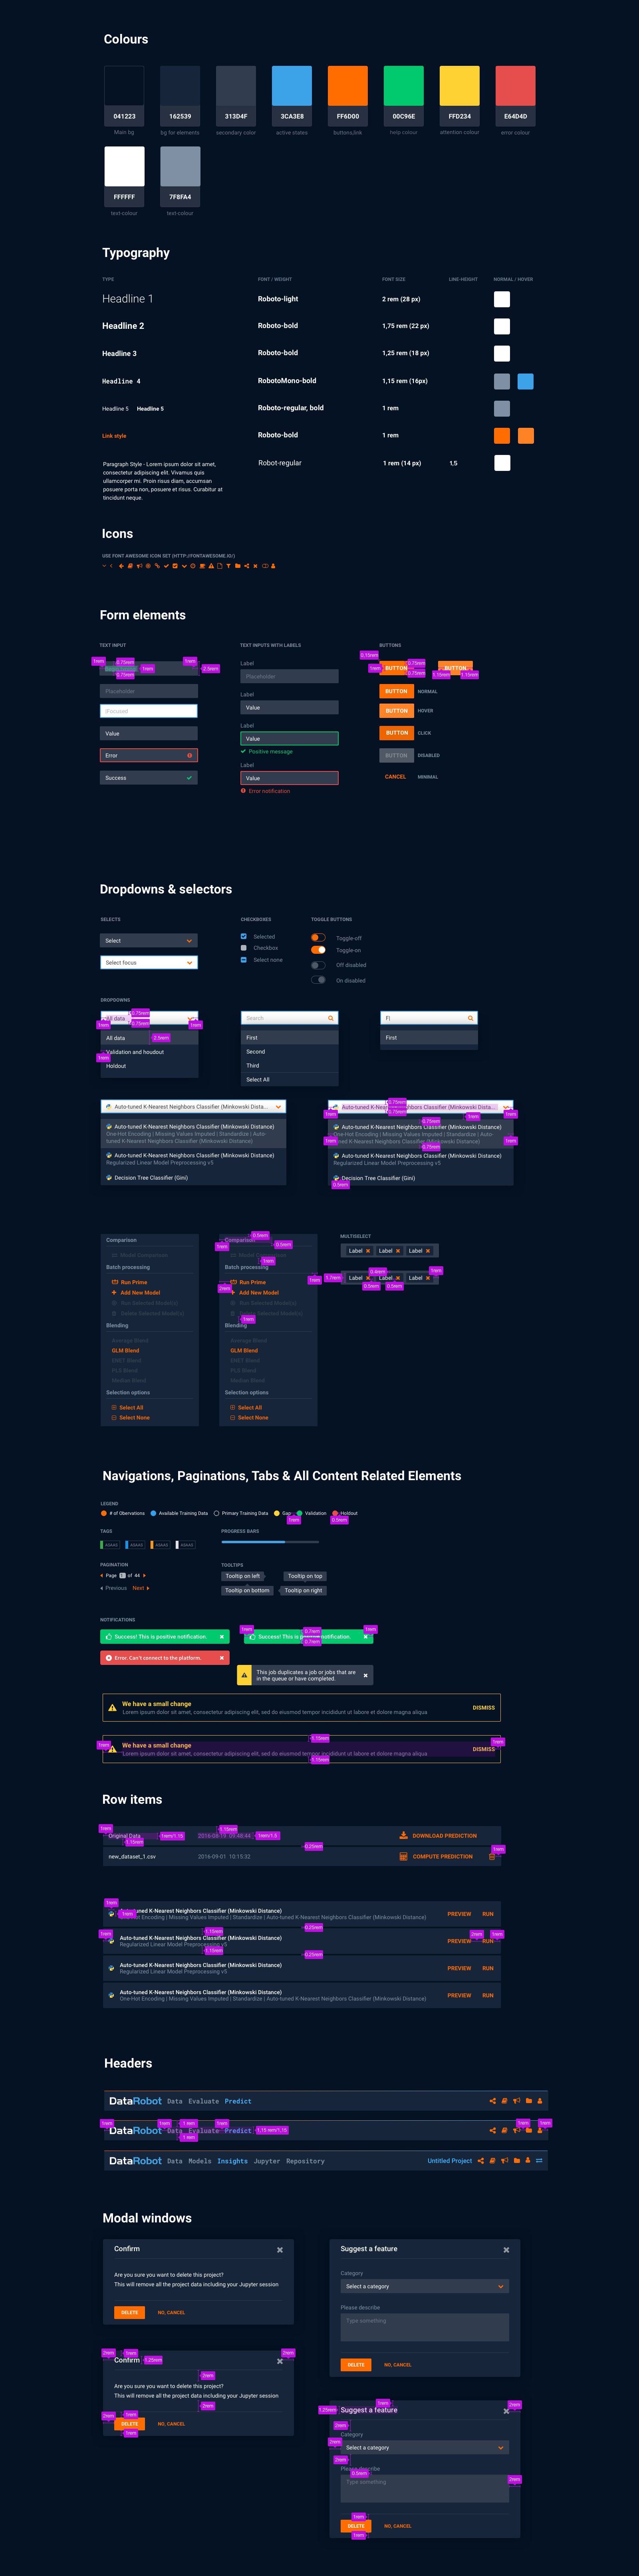 Colours
041223
162539
313D4F
3CA3E8
FF6D00
00C96E
FFD234
E64D4D
Main bg
bg for elements
secondary color
active states
buttons,link
help colour
attention colour
error colour
FFFFFF
7F8FA4
text-colour
text-colour
Typography
TYPE
FONT / WEIGHT
FONT SIZE
LINE-HEIGHT
NORMAL / HOVER
Headline 1
Roboto-light
2 rem (28 px)
Headline 2
Roboto-bold
1,75 rem (22 px)
Headline 3
Roboto-bold
1,25 rem (18 px)
Headline 4
RobotoMono-bold
1,15 rem (16px)
Headline 5 Headline 5
Roboto-regular, bold
1 rem
Link style
Roboto-bold
1 rem
Paragraph Style - Lorem ipsum dolor sit amet,
consectetur adipiscing elit. Vivamus quis
ullamcorper mi. Proin risus diam, accumsan
posuere porta non, posuere et risus. Curabitur at
tincidunt neque.
Robot-regular
1 rem (14 px)
1,5
Icons
USE FONT AWESOME ICON SET (HTTP://FONTAWESOME.IO/)
Form elements
TEXT INPUT
1rem
0.75rem
1rem
1rem
2.5rem
0.75rem
Placeholder
|Focused
Value
Error
Success
TEXT INPUTS WITH LABELS
Label
Placeholder
Label
Value
Label
Value
Positive message
Label
Value
Error notification
BUTTONS
0,15rem
1rem
BUTTON
0.75rem
0.75rem
BUTTON
1,15rem
1,15rem
BUTTON
NORMAL
BUTTON
HOVER
BUTTON
CLICK
BUTTON
DISABLED
CANCEL
MINIMAL
Dropdowns & selectors
SELECTS
Select
Select focus
CHECKBOXES
Selected
Checkbox
Select none
TOGGLE BUTTONS
Toggle-off
Toggle-on
Off disabled
On disabled
DROPDOWNS
All data
0.75rem
0.75rem
1rem
1rem
All data
2,5rem
Validation and houdout
1rem
Holdout
Search
First
Second
Third
Select All
F|
First
Auto-tuned K-Nearest Neighbors Classifier (Minkowski Dista...
Auto-tuned K-Nearest Neighbors Classifier (Minkowski Distance)
One-Hot Encoding | Missing Values Imputed | Standardize | Auto-
tuned K-Nearest Neighbors Classifier (Minkowski Distance)
Auto-tuned K-Nearest Neighbors Classifier (Minkowski Distance)
Regularized Linear Model Preprocessing v5
Decision Tree Classifier (Gini)
0.75rem
0.75rem
1rem
1rem
1rem
0.75rem
Auto-tuned K-Nearest Neighbors Classifier (Minkowski Distance)
1rem
1rem
0.75rem
Auto-tuned K-Nearest Neighbors Classifier (Minkowski Distance)
Regularized Linear Model Preprocessing v5
Decision Tree Classifier (Gini)
0.5rem
Comparison
Model Comparison
Batch processing
Run Prime
Add New Model
Run Selected Model(s)
Delete Selected Model(s)
Blending
Average Blend
GLM Blend
ENET Blend
PLS Blend
Median Blend
Selection options
Select All
Select None
Comparison
0.5rem
1rem
0.5rem
1rem
Batch processing
Run Prime
2rem
Add New Model
1rem
Blending
Average Blend
GLM Blend
ENET Blend
PLS Blend
Median Blend
Selection options
Select All
Select None
MULTISELECT
Label
Label
Label
1rem
1.7rem
Label
0.4rem
Label
Label
1rem
0.5rem
0.5rem
Navigations, Paginations, Tabs & All Content Related Elements
LEGEND
# of Obervations
Available Training Data
Primary Training Data
Gap
Validation
Holdout
1rem
0.5rem
TAGS
PROGRESS BARS
PAGINATION
Page
of 44
Previous
Next
TOOLTIPS
Tooltip on left
Tooltip on top
Tooltip on bottom
Tooltip on right
NOTIFICATIONS
Success! This is positive notification.
1rem
0.7rem
1rem
Success! This is positive notification.
0.7rem
Error. Can't connect to the platform.
This job duplicates a job or jobs that are
in the queue or have completed.
We have a small change
Lorem ipsum dolor sit amet, consectetur adipiscing elit, sed do eiusmod tempor incididunt ut labore et dolore magna aliqua
DISMISS
1,15rem
1rem
1rem
We have a small change
Lorem ipsum dolor sit amet, consectetur adipiscing elit, sed do eiusmod tempor incididunt ut labore et dolore magna aliqua
DISMISS
1,15rem
Row items
1rem
1,15rem
Original Data
1rem/1,15
2016-09-19 09:48:44
1rem/1,5
DOWNLOAD PREDICTION
1,15rem
0.25rem
1rem
new_dataset_1.csv
2016-09-01 10:15:32
COMPUTE PREDICTION
1rem
Auto-tuned K-Nearest Neighbors Classifier (Minkowski Distance)
1rem
One-Hot Encoding | Missing Values Imputed | Standardize | Auto-tuned K-Nearest Neighbors Classifier (Minkowski Distance)
PREVIEW
RUN
0.25rem
1rem
1,15rem
2rem
1rem
Auto-tuned K-Nearest Neighbors Classifier (Minkowski Distance)
Regularized Linear Model Preprocessing v5
PREVIEW
RUN
1,15rem
0.25rem
Auto-tuned K-Nearest Neighbors Classifier (Minkowski Distance)
Regularized Linear Model Preprocessing v5
PREVIEW
RUN
Auto-tuned K-Nearest Neighbors Classifier (Minkowski Distance)
One-Hot Encoding | Missing Values Imputed | Standardize | Auto-tuned K-Nearest Neighbors Classifier (Minkowski Distance)
PREVIEW
RUN
Headers
DataRobot
Data Evaluate Predict
1rem
1rem
1 rem
1rem
1rem
1rem
DataRobot
Data Evaluate Predict
1,15 rem/1,15
1 rem
DataRobot
Data Models Insights Jupyter Repository
Untitled Project
Modal windows
Confirm
Are you sure you want to delete this project?
This will remove all the project data including your Jupyter session
DELETE
NO, CANCEL
Suggest a feature
Category
Select a category
Please describe
Type something
DELETE
NO, CANCEL
2rem
1rem
2rem
Confirm
1,25rem
2rem
Are you sure you want to delete this project?
This will remove all the project data including your Jupyter session
2rem
2rem
1rem
DELETE
NO, CANCEL
1rem
1rem
2rem
1,25rem
Suggest a feature
2rem
Category
2rem
Select a category
2rem
Please describe
0.5rem
Type something
2rem
1rem
DELETE
NO, CANCEL
1rem